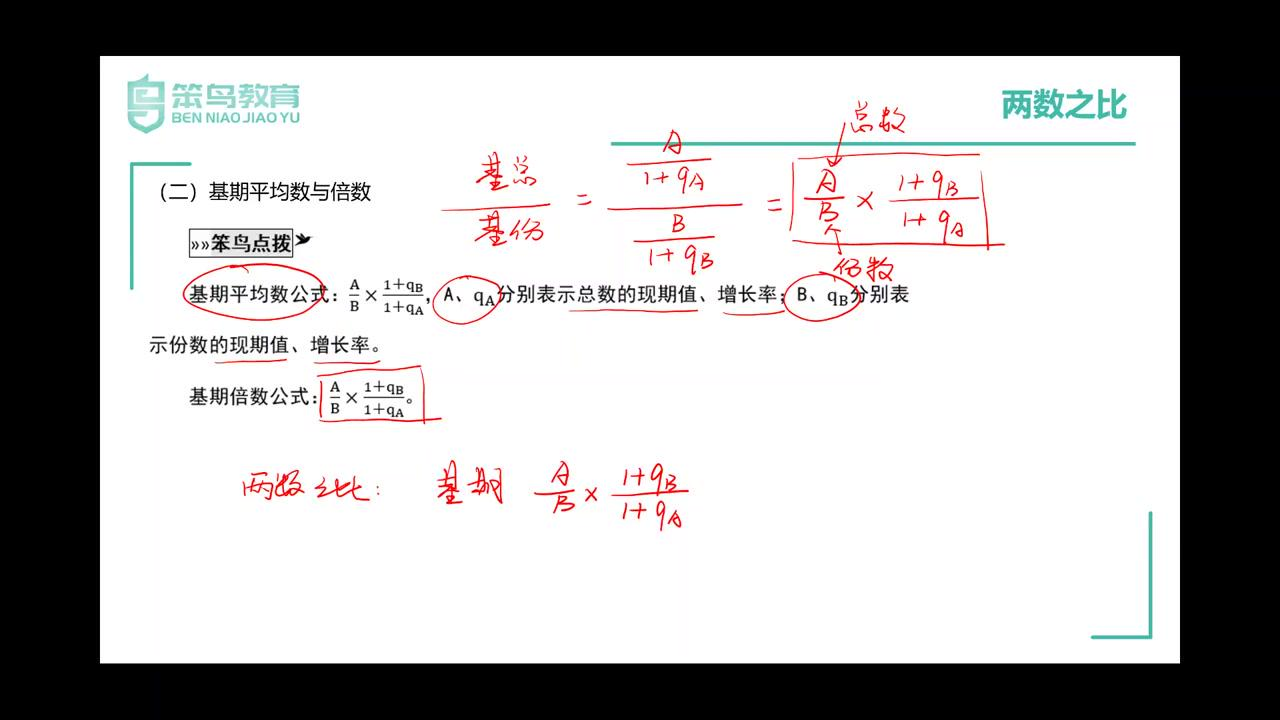 笨鸟教育
BEN NIAO JIAO YU
两数之比
总数
基总/基份 = A/(1+qA) / B/(1+qB) = A/B × (1+qB)/(1+qA)
份数
(二)基期平均数与倍数
»»笨鸟点拨
基期平均数公式：A/B × (1+qB)/(1+qA)，A、qA分别表示总数的现期值、增长率；B、qB分别表
示份数的现期值、增长率。
基期倍数公式：A/B × (1+qB)/(1+qA)。
两数之比： 基期 A/B × (1+qB)/(1+qA)